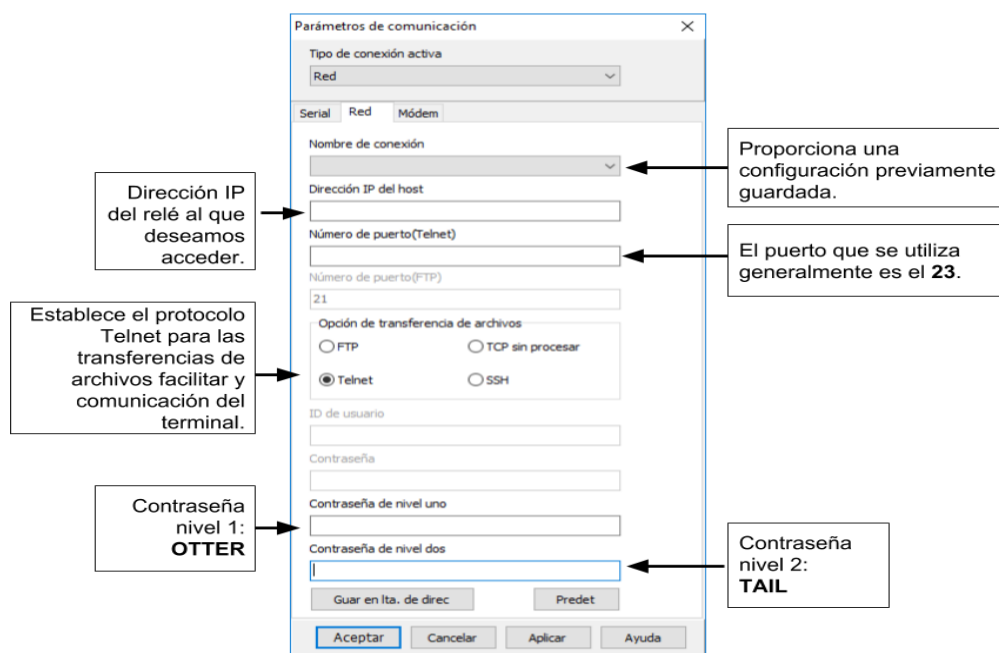 Parámetros de comunicación
Tipo de conexión activa
Red
Serial Red Módem
Nombre de conexión
Dirección IP del host
Número de puerto(Telnet)
Número de puerto(FTP)
21
Opción de transferencia de archivos
FTP TCP sin procesar
Telnet SSH
ID de usuario
Contraseña
Contraseña de nivel uno
Contraseña de nivel dos
Guar en lta. de direc Predet
Aceptar Cancelar Aplicar Ayuda
Dirección IP
del relé al que
deseamos
acceder.
Establece el protocolo
Telnet para las
transferencias de
archivos facilitar y
comunicación del
terminal.
Contraseña
nivel 1:
OTTER
Proporciona una
configuración previamente
guardada.
El puerto que se utiliza
generalmente es el 23.
Contraseña
nivel 2:
TAIL